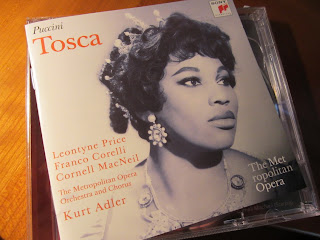 Puccini
Tosca
SONY
Leontyne Price
Franco Corelli
Cornell MacNeil
The Metropolitan Opera
Orchestra and Chorus
Kurt Adler
The Met
ropolitan
Opera